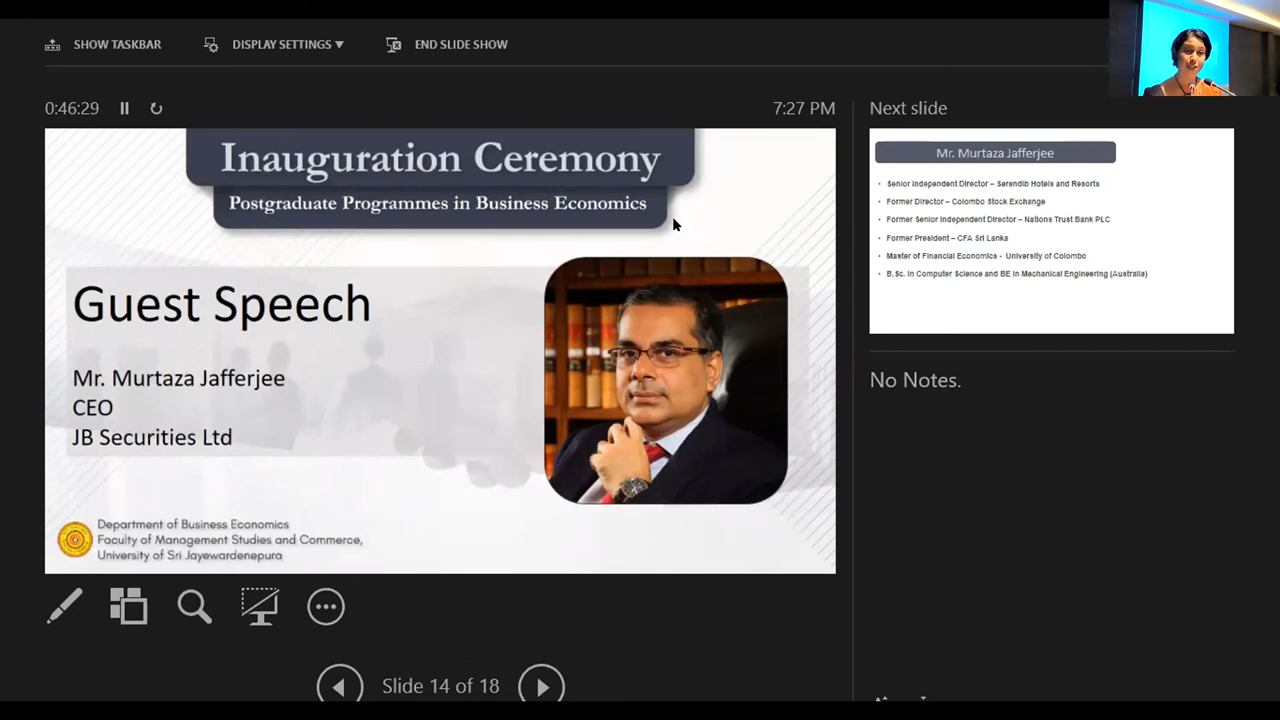 SHOW TASKBAR
DISPLAY SETTINGS ▼
END SLIDE SHOW
0:46:29
7:27 PM
Inauguration Ceremony
Postgraduate Programmes in Business Economics
Guest Speech
Mr. Murtaza Jafferjee
CEO
JB Securities Ltd
Department of Business Economics
Faculty of Management Studies and Commerce,
University of Sri Jayewardenepura
Slide 14 of 18
Next slide
Mr. Murtaza Jafferjee
• Senior Independent Director – Serendib Hotels and Resorts
• Former Director – Colombo Stock Exchange
• Former Senior Independent Director – Nations Trust Bank PLC
• Former President – CFA Sri Lanka
• Master of Financial Economics - University of Colombo
• B.Sc. in Computer Science and BE in Mechanical Engineering (Australia)
No Notes.